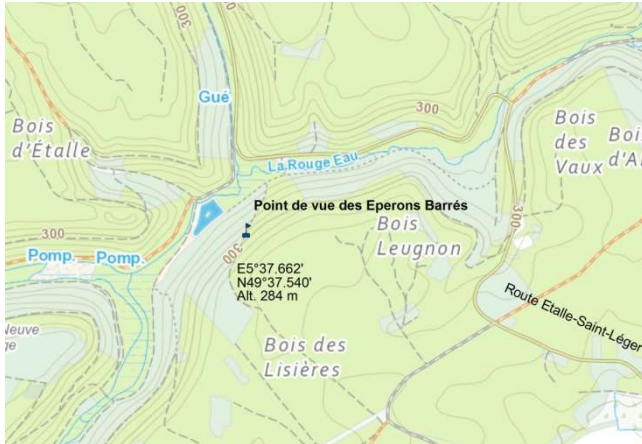 300
300
Gué
Bois
d'Étalle
300
Bois
des
Vaux
La Rouge Eau
Point de vue des Eperons Barrés
300
300
Bois
Leugnon
Pomp.
Pomp.
300
E5°37.662'
N49°37.540'
Alt. 284 m
Route Etalle-Saint-Léger
Bois des
Lisières